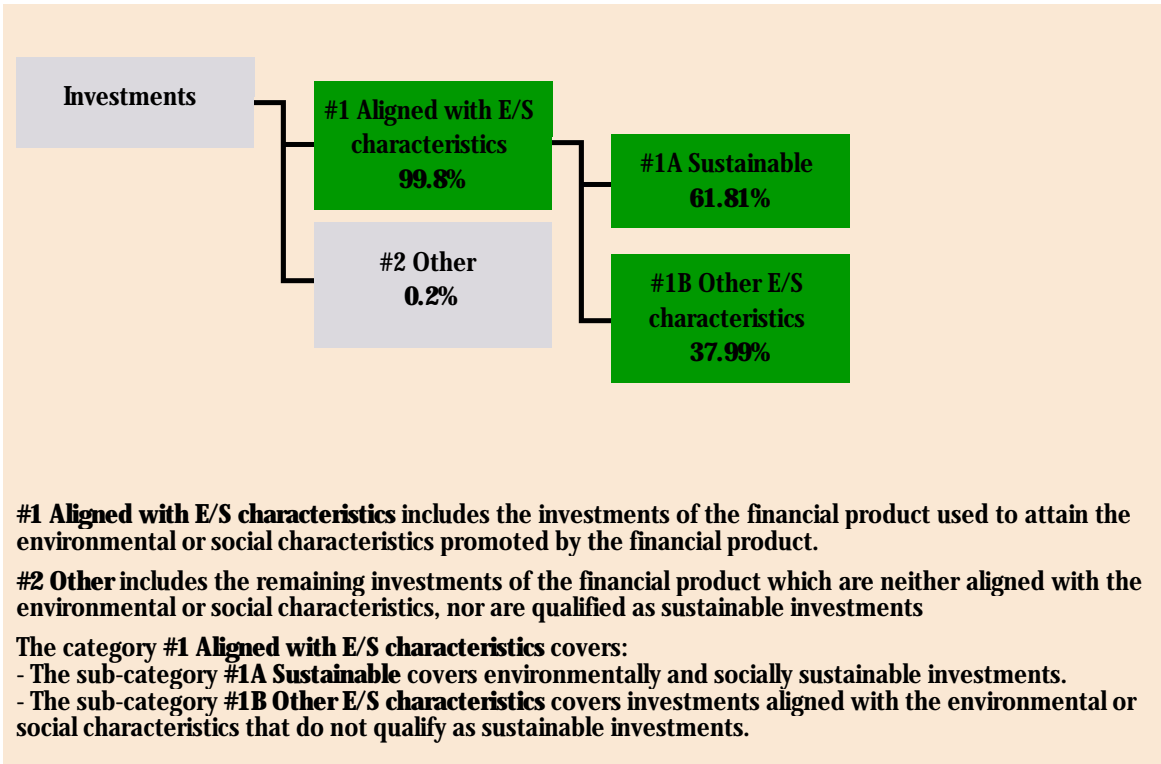 Investments
#1 Aligned with E/S
characteristics
99.8%
#2 Other
0.2%
#1A Sustainable
61.81%
#1B Other E/S
characteristics
37.99%
#1 Aligned with E/S characteristics includes the investments of the financial product used to attain the
environmental or social characteristics promoted by the financial product.
#2 Other includes the remaining investments of the financial product which are neither aligned with the
environmental or social characteristics, nor are qualified as sustainable investments
The category #1 Aligned with E/S characteristics covers:
- The sub-category #1A Sustainable covers environmentally and socially sustainable investments.
- The sub-category #1B Other E/S characteristics covers investments aligned with the environmental or
social characteristics that do not qualify as sustainable investments.